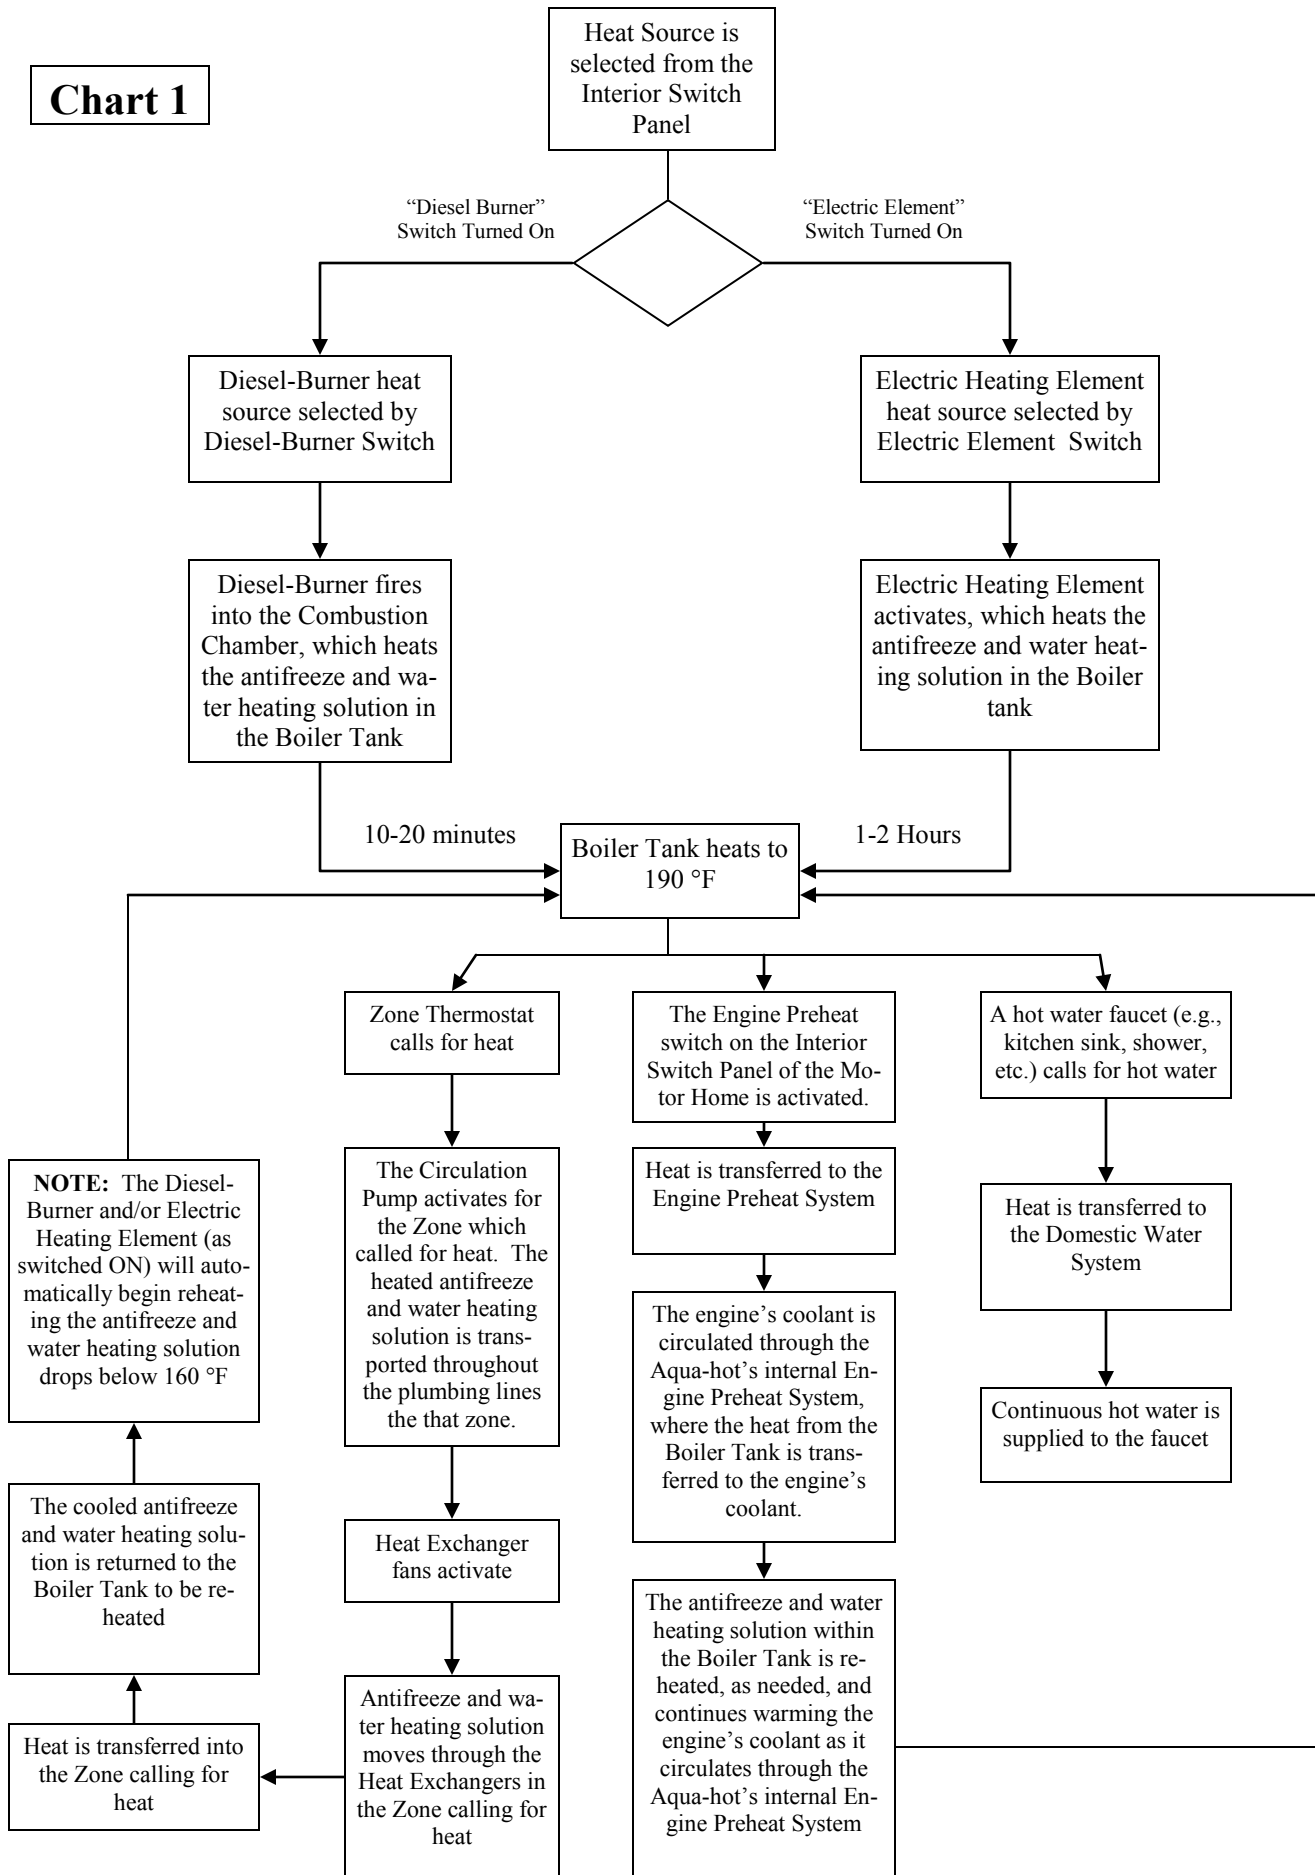 Chart 1
Heat Source is
selected from the
Interior Switch
Panel
“Diesel Burner”
Switch Turned On
“Electric Element”
Switch Turned On
Diesel-Burner heat
source selected by
Diesel-Burner Switch
Electric Heating Element
heat source selected by
Electric Element  Switch
Diesel-Burner fires
into the Combustion
Chamber, which heats
the antifreeze and wa-
ter heating solution in
the Boiler Tank
Electric Heating Element
activates, which heats the
antifreeze and water heat-
ing solution in the Boiler
tank
10-20 minutes
Boiler Tank heats to
190 °F
1-2 Hours
Zone Thermostat
calls for heat
The Circulation
Pump activates for
the Zone which
called for heat.  The
heated antifreeze
and water heating
solution is trans-
ported throughout
the plumbing lines
the that zone.
Heat Exchanger
fans activate
Antifreeze and wa-
ter heating solution
moves through the
Heat Exchangers in
the Zone calling for
heat
Heat is transferred into
the Zone calling for
heat
The cooled antifreeze
and water heating solu-
tion is returned to the
Boiler Tank to be re-
heated
NOTE:  The Diesel-
Burner and/or Electric
Heating Element (as
switched ON) will auto-
matically begin reheat-
ing the antifreeze and
water heating solution
drops below 160 °F
The Engine Preheat
switch on the Interior
Switch Panel of the Mo-
tor Home is activated.
Heat is transferred to the
Engine Preheat System
The engine’s coolant is
circulated through the
Aqua-hot’s internal En-
gine Preheat System,
where the heat from the
Boiler Tank is trans-
ferred to the engine’s
coolant.
The antifreeze and water
heating solution within
the Boiler Tank is re-
heated, as needed, and
continues warming the
engine’s coolant as it
circulates through the
Aqua-hot’s internal En-
gine Preheat System
A hot water faucet (e.g.,
kitchen sink, shower,
etc.) calls for hot water
Heat is transferred to
the Domestic Water
System
Continuous hot water is
supplied to the faucet